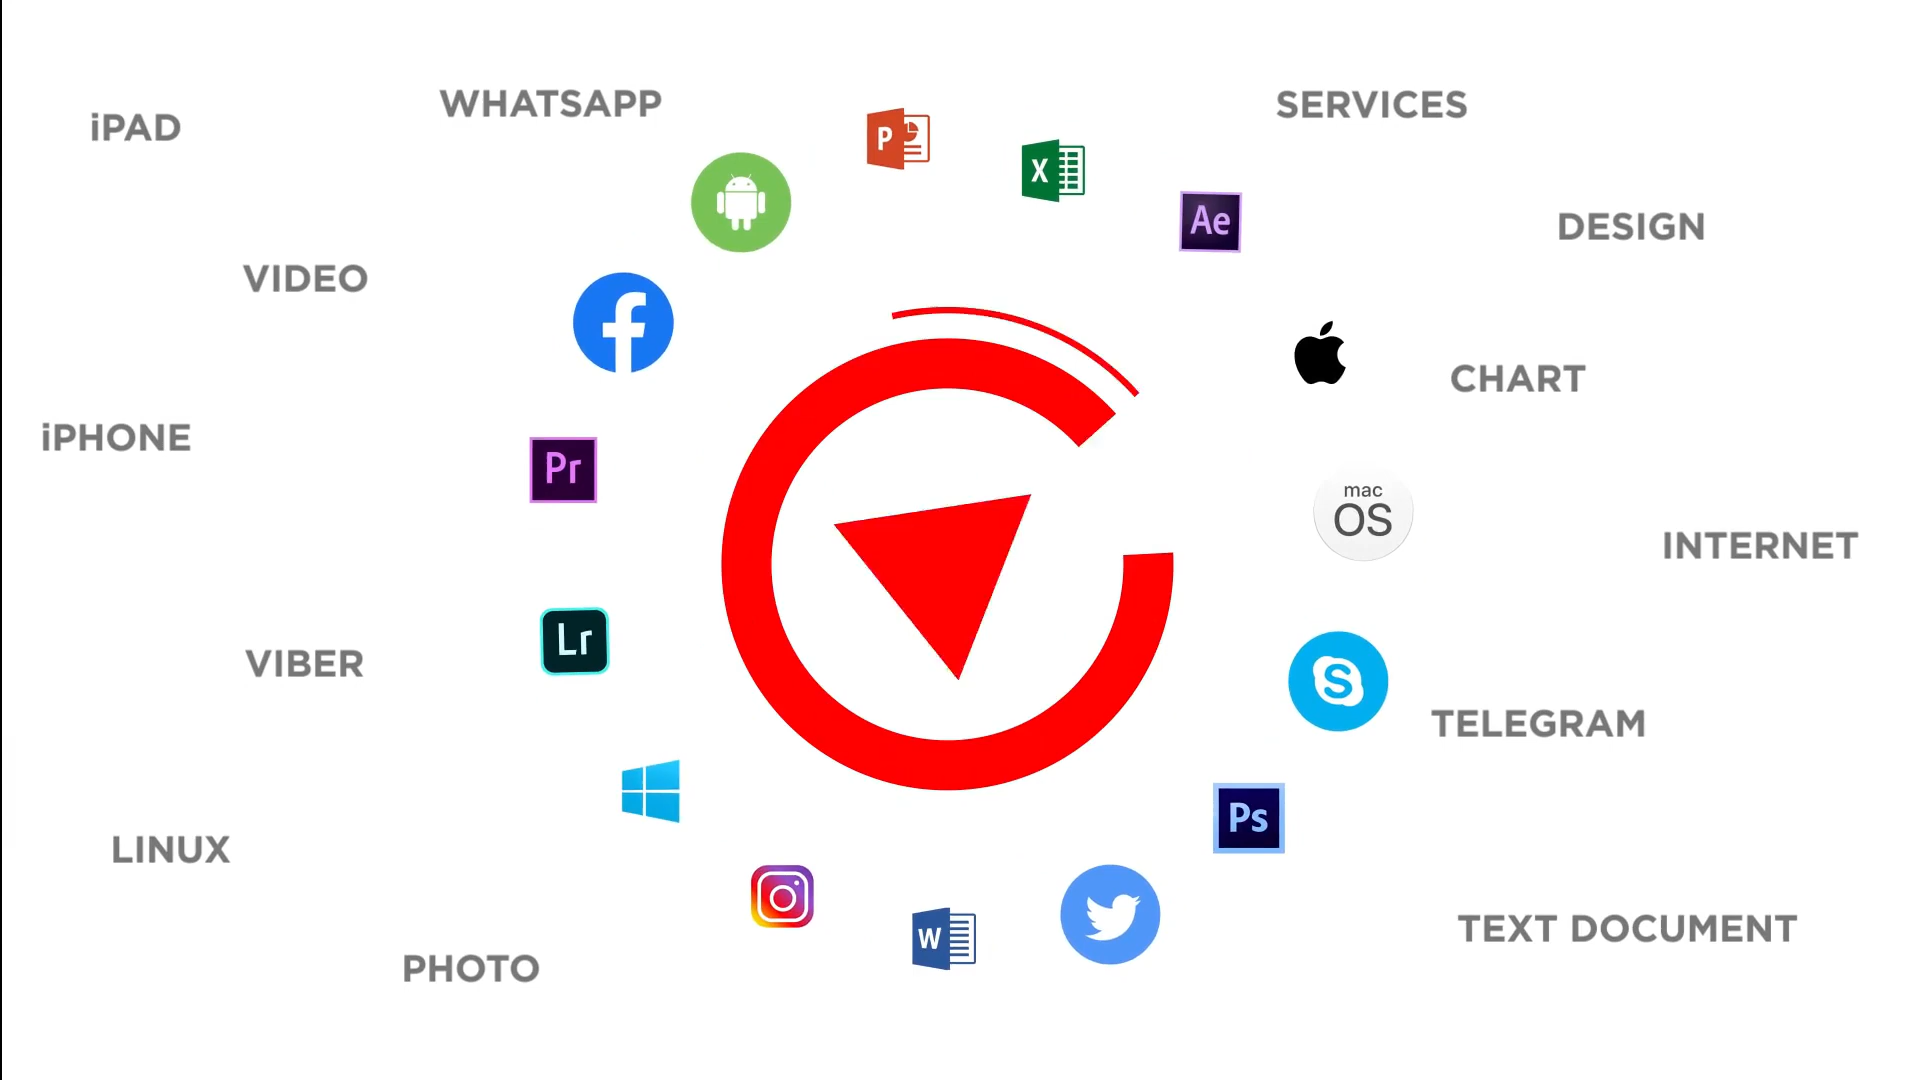 WHATSAPP
SERVICES
iPAD
P
X
Ae
DESIGN
VIDEO
f
CHART
iPHONE
Pr
mac
OS
INTERNET
Lr
VIBER
S
TELEGRAM
Ps
LINUX
W
TEXT DOCUMENT
PHOTO